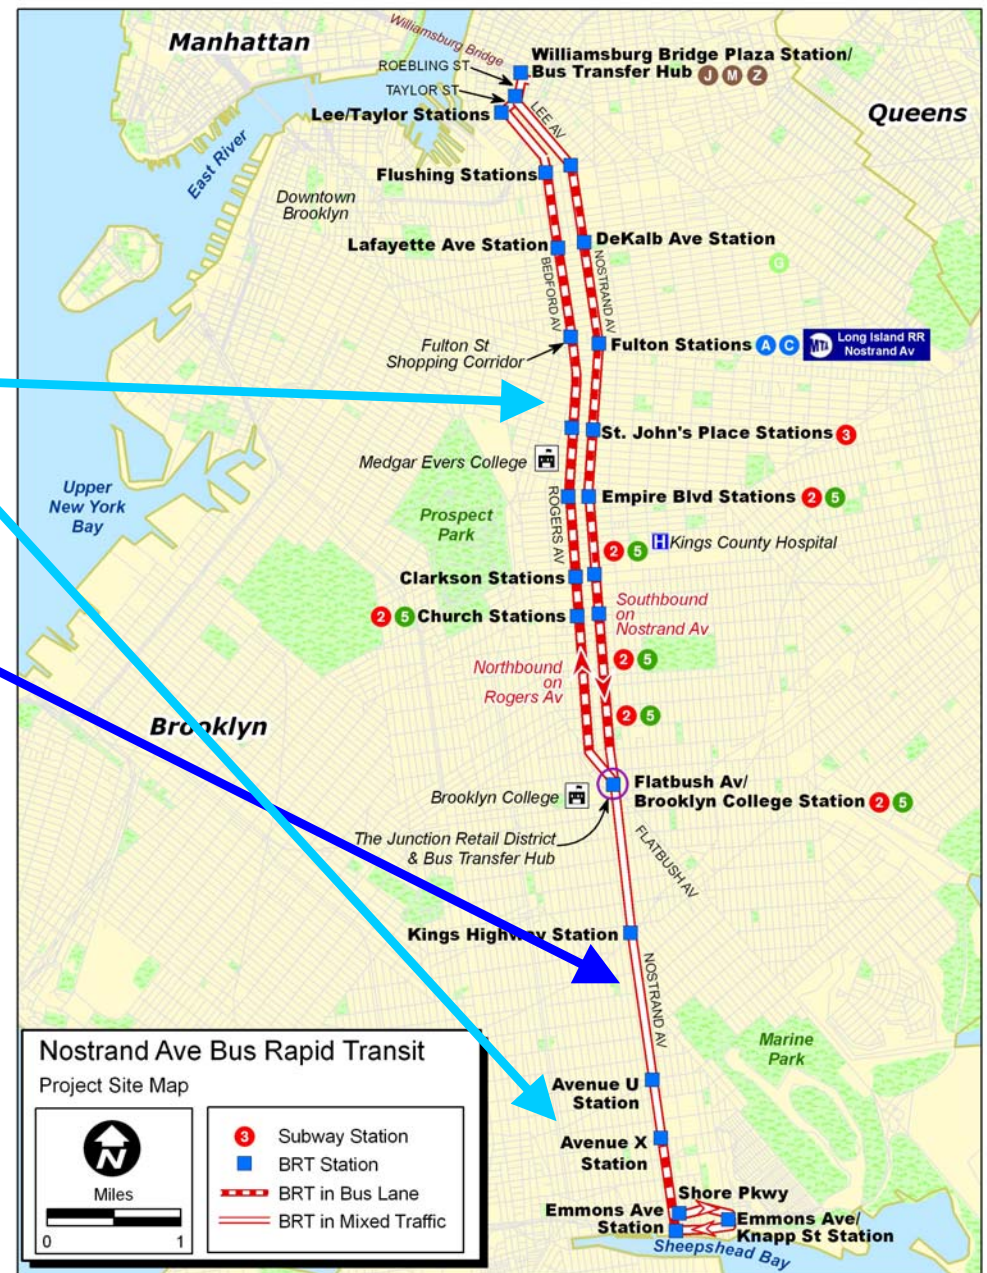 Manhattan
Williamsburg Bridge
ROEBLING ST
TAYLOR ST
Williamsburg Bridge Plaza Station/
Bus Transfer Hub J M Z
Lee/Taylor Stations
LEE AV
Queens
East River
Flushing Stations
Downtown
Brooklyn
Lafayette Ave Station
DeKalb Ave Station
BEDFORD AV
NOSTRAND AV
G
Fulton St
Shopping Corridor
Fulton Stations A C
MTA
Long Island RR
Nostrand Av
St. John's Place Stations 3
Medgar Evers College
Upper
New York
Bay
ROGERS AV
Empire Blvd Stations 2 5
Prospect
Park
2 5 H Kings County Hospital
Clarkson Stations
2 5 Church Stations
Southbound
on
Nostrand Av
2 5
Northbound
on
Rogers Av
2 5
Brooklyn
Brooklyn College
Flatbush Av/
Brooklyn College Station 2 5
The Junction Retail District
& Bus Transfer Hub
FLATBUSH AV
Kings Highway Station
NOSTRAND AV
Marine
Park
Avenue U
Station
Avenue X
Station
Shore Pkwy
Emmons Ave
Station
Emmons Ave/
Knapp St Station
Sheepshead Bay
Nostrand Ave Bus Rapid Transit
Project Site Map
N
Miles
0 1
3 Subway Station
BRT Station
BRT in Bus Lane
BRT in Mixed Traffic